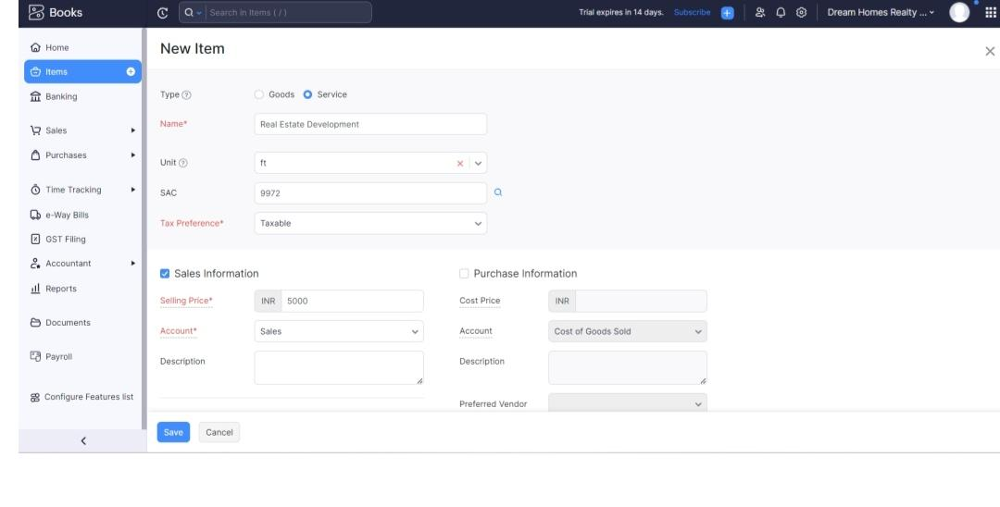 Books
Search in Items ( / )
Trial expires in 14 days. Subscribe
Dream Homes Realty ...
Home
Items
Banking
Sales
Purchases
Time Tracking
e-Way Bills
GST Filing
Accountant
Reports
Documents
Payroll
Configure Features list
New Item
Type
Goods Service
Name*
Real Estate Development
Unit
ft
SAC
9972
Tax Preference*
Taxable
Sales Information
Selling Price*
INR 5000
Account*
Sales
Description
Purchase Information
Cost Price
INR
Account
Cost of Goods Sold
Description
Preferred Vendor
Save Cancel